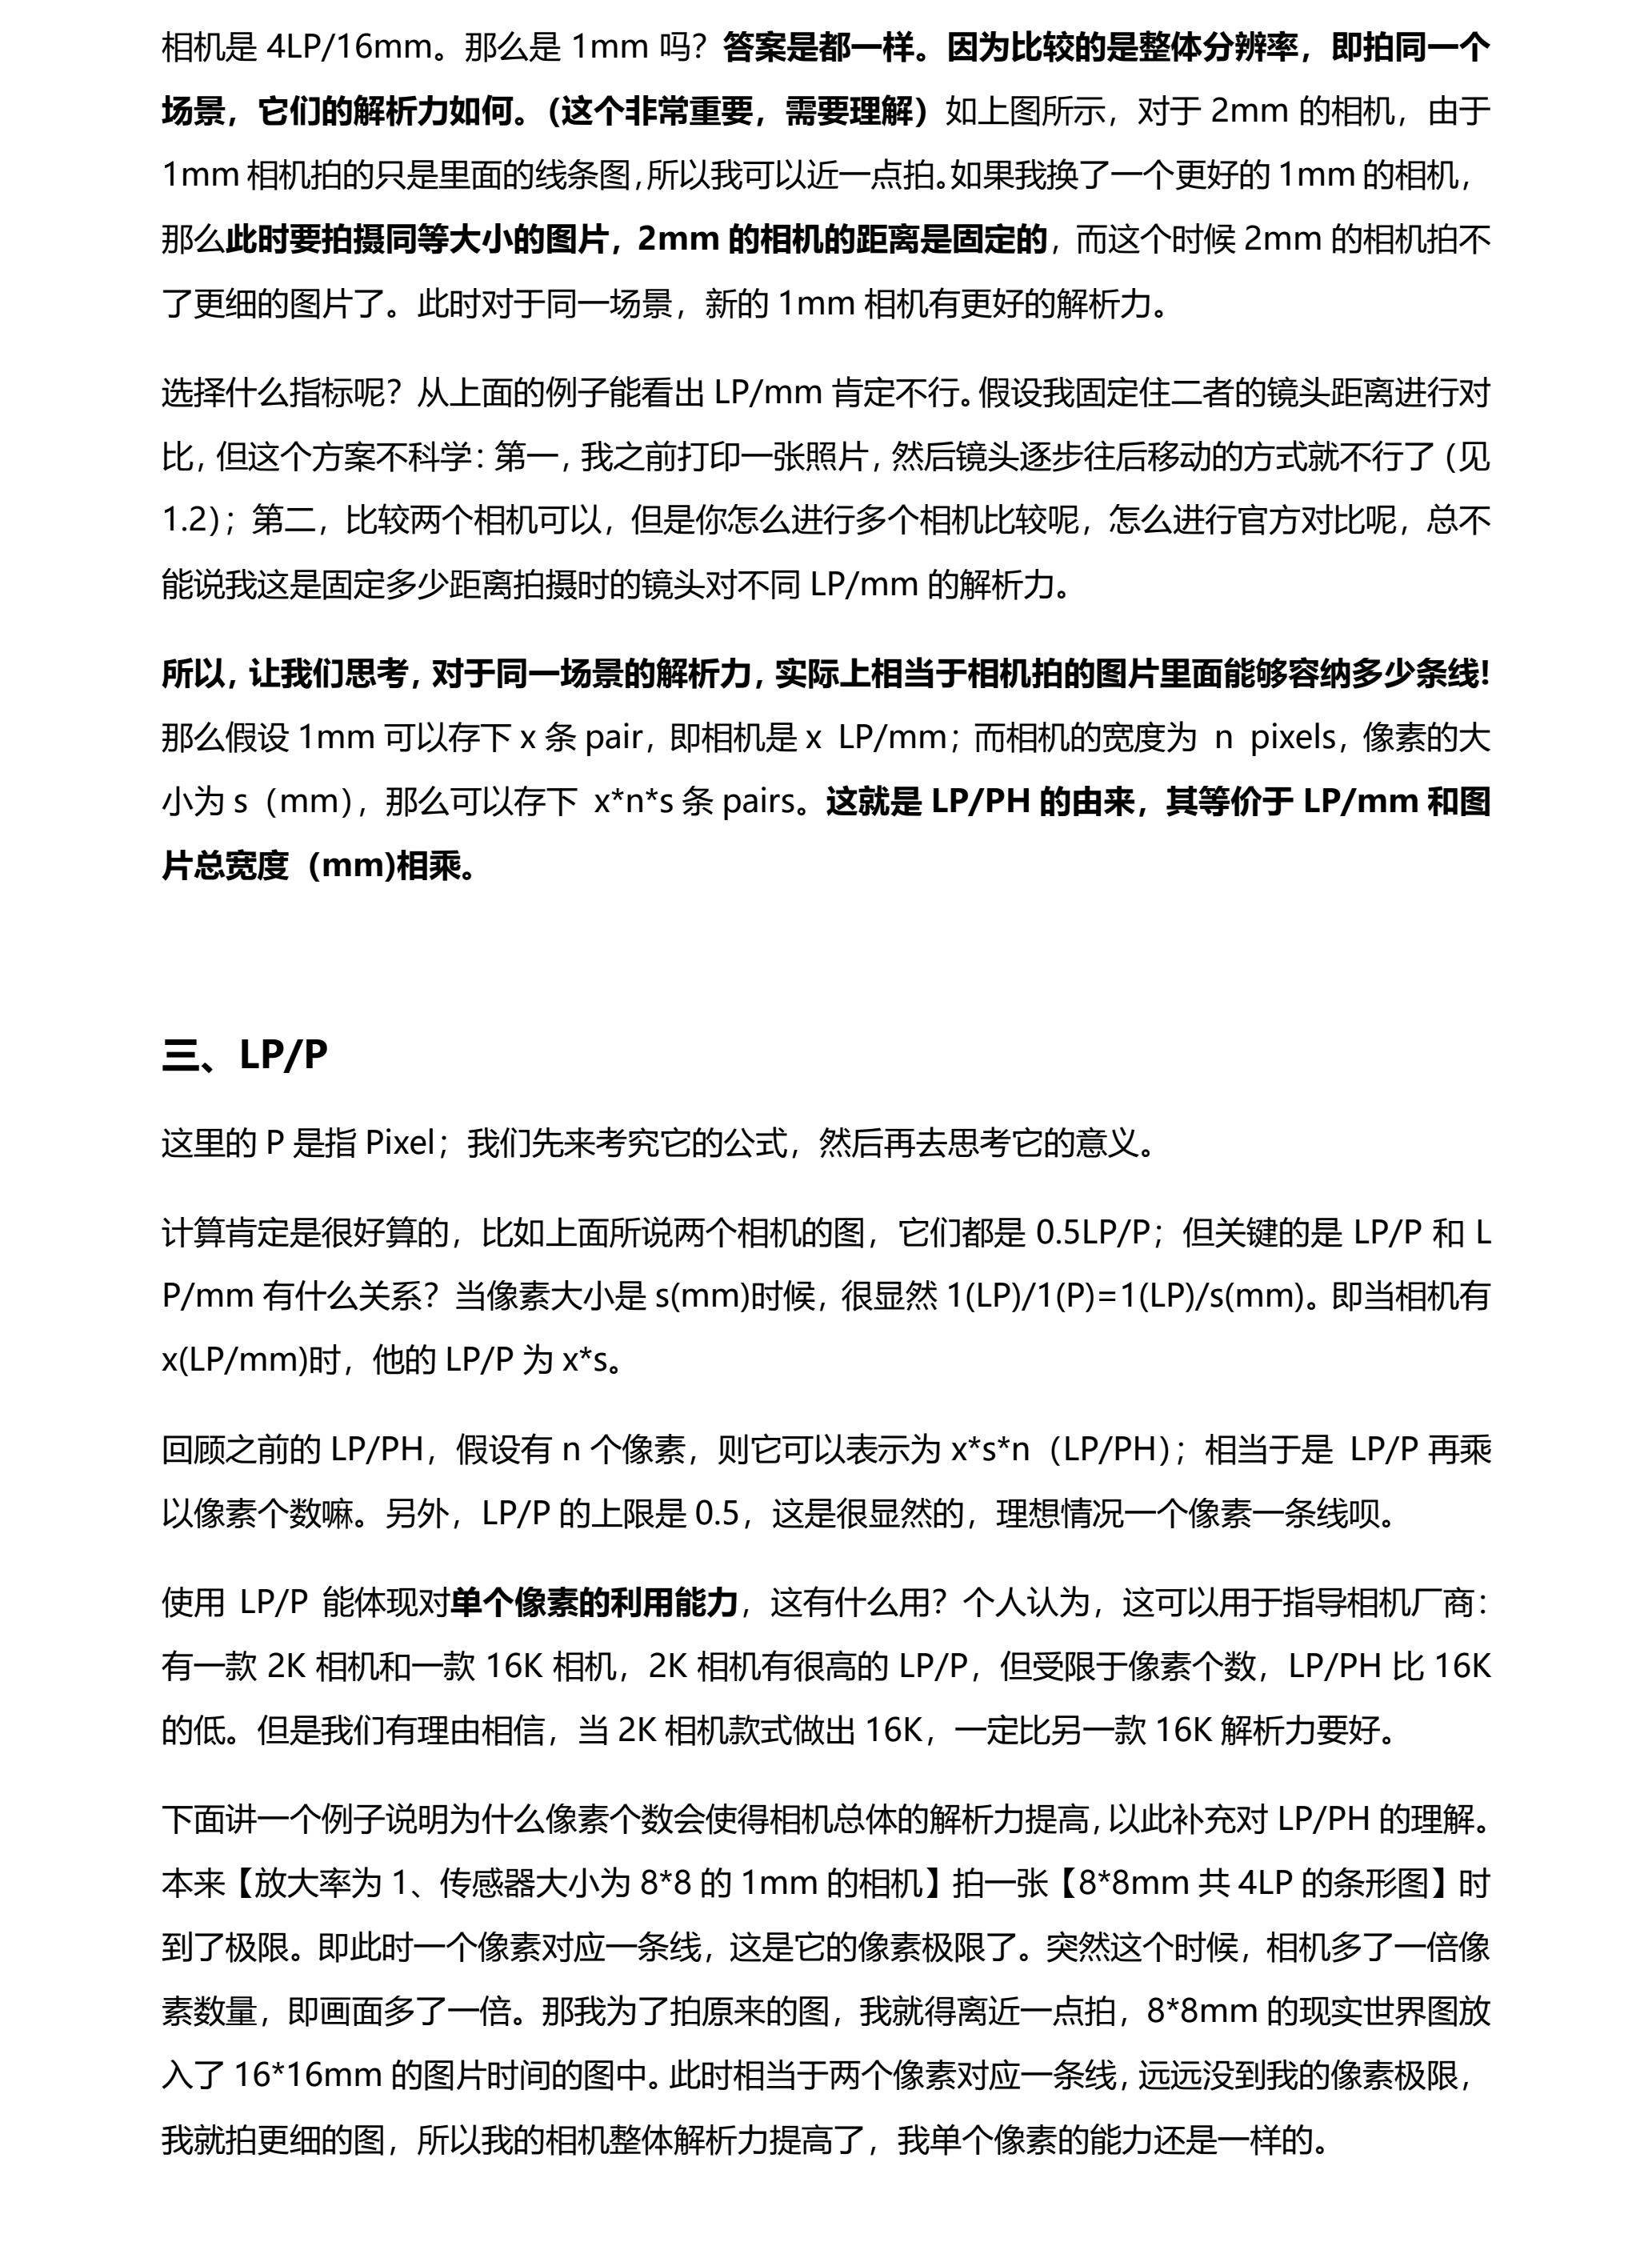 相机是 4LP/16mm。那么是 1mm 吗？答案是都一样。因为比较的是整体分辨率，即拍同一个
场景，它们的解析力如何。（这个非常重要，需要理解）如上图所示，对于 2mm 的相机，由于
1mm 相机拍的只是里面的线条图，所以我可以近一点拍。如果我换了一个更好的 1mm 的相机，
那么此时要拍摄同等大小的图片，2mm 的相机的距离是固定的，而这个时候 2mm 的相机拍不
了更细的图片了。此时对于同一场景，新的 1mm 相机有更好的解析力。
选择什么指标呢？从上面的例子能看出 LP/mm 肯定不行。假设我固定住二者的镜头距离进行对
比，但这个方案不科学：第一，我之前打印一张照片，然后镜头逐步往后移动的方式就不行了（见
1.2）；第二，比较两个相机可以，但是你怎么进行多个相机比较呢，怎么进行官方对比呢，总不
能说我这是固定多少距离拍摄时的镜头对不同 LP/mm 的解析力。
所以，让我们思考，对于同一场景的解析力，实际上相当于相机拍的图片里面能够容纳多少条线！
那么假设 1mm 可以存下 x 条 pair，即相机是 x LP/mm；而相机的宽度为 n pixels，像素的大
小为 s（mm），那么可以存下 x*n*s 条 pairs。这就是 LP/PH 的由来，其等价于 LP/mm 和图
片总宽度（mm)相乘。
三、LP/P
这里的 P 是指 Pixel；我们先来考究它的公式，然后再去思考它的意义。
计算肯定是很好算的，比如上面所说两个相机的图，它们都是 0.5LP/P；但关键的是 LP/P 和 L
P/mm 有什么关系？当像素大小是 s(mm)时候，很显然 1(LP)/1(P)=1(LP)/s(mm)。即当相机有
x(LP/mm)时，他的 LP/P 为 x*s。
回顾之前的 LP/PH，假设有 n 个像素，则它可以表示为 x*s*n（LP/PH）；相当于是 LP/P 再乘
以像素个数嘛。另外，LP/P 的上限是 0.5，这是很显然的，理想情况一个像素一条线呗。
使用 LP/P 能体现对单个像素的利用能力，这有什么用？个人认为，这可以用于指导相机厂商：
有一款 2K 相机和一款 16K 相机，2K 相机有很高的 LP/P，但受限于像素个数，LP/PH 比 16K
的低。但是我们有理由相信，当 2K 相机款式做出 16K，一定比另一款 16K 解析力要好。
下面讲一个例子说明为什么像素个数会使得相机总体的解析力提高，以此补充对 LP/PH 的理解。
本来【放大率为 1、传感器大小为 8*8 的 1mm 的相机】拍一张【8*8mm 共 4LP 的条形图】时
到了极限。即此时一个像素对应一条线，这是它的像素极限了。突然这个时候，相机多了一倍像
素数量，即画面多了一倍。那我为了拍原来的图，我就得离近一点拍，8*8mm 的现实世界图放
入了 16*16mm 的图片时间的图中。此时相当于两个像素对应一条线，远远没到我的像素极限，
我就拍更细的图，所以我的相机整体解析力提高了，我单个像素的能力还是一样的。